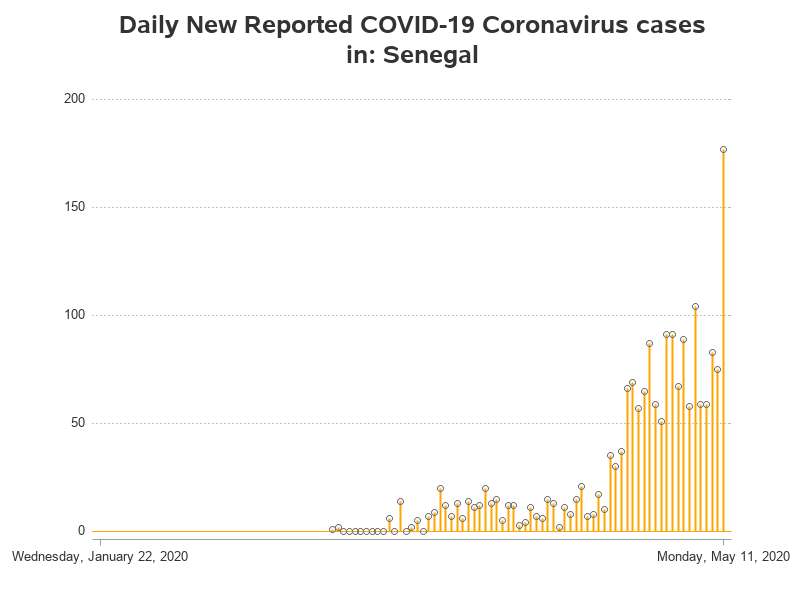 Daily New Reported COVID-19 Coronavirus cases
in: Senegal
200
150
100
50
0
Wednesday, January 22, 2020
Monday, May 11, 2020